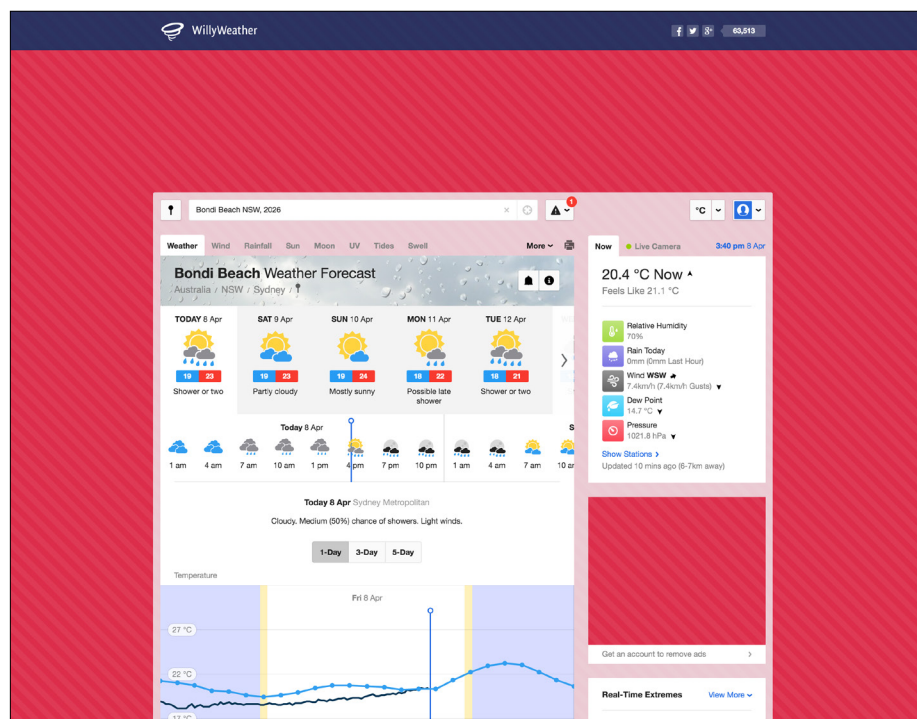 WillyWeather
63,513
Bondi Beach NSW, 2026
1
°C
Weather Wind Rainfall Sun Moon UV Tides Swell More
Bondi Beach Weather Forecast
Australia / NSW / Sydney /
TODAY 8 Apr SAT 9 Apr SUN 10 Apr MON 11 Apr TUE 12 Apr
19 23 19 23 19 24 18 22 18 21
Shower or two Partly cloudy Mostly sunny Possible late shower Shower or two
Today 8 Apr S
1 am 4 am 7 am 10 am 1 pm 4 pm 7 pm 10 pm 1 am 4 am 7 am 10 am
Today 8 Apr Sydney Metropolitan
Cloudy. Medium (50%) chance of showers. Light winds.
1-Day 3-Day 5-Day
Temperature
Fri 8 Apr
27 °C
22 °C
17 °C
Now Live Camera 3:40 pm 8 Apr
20.4 °C Now
Feels Like 21.1 °C
Relative Humidity
70%
Rain Today
0mm (0mm Last Hour)
Wind WSW
7.4km/h (7.4km/h Gusts)
Dew Point
14.7 °C
Pressure
1021.8 hPa
Show Stations
Updated 10 mins ago (6-7km away)
Get an account to remove ads
Real-Time Extremes View More